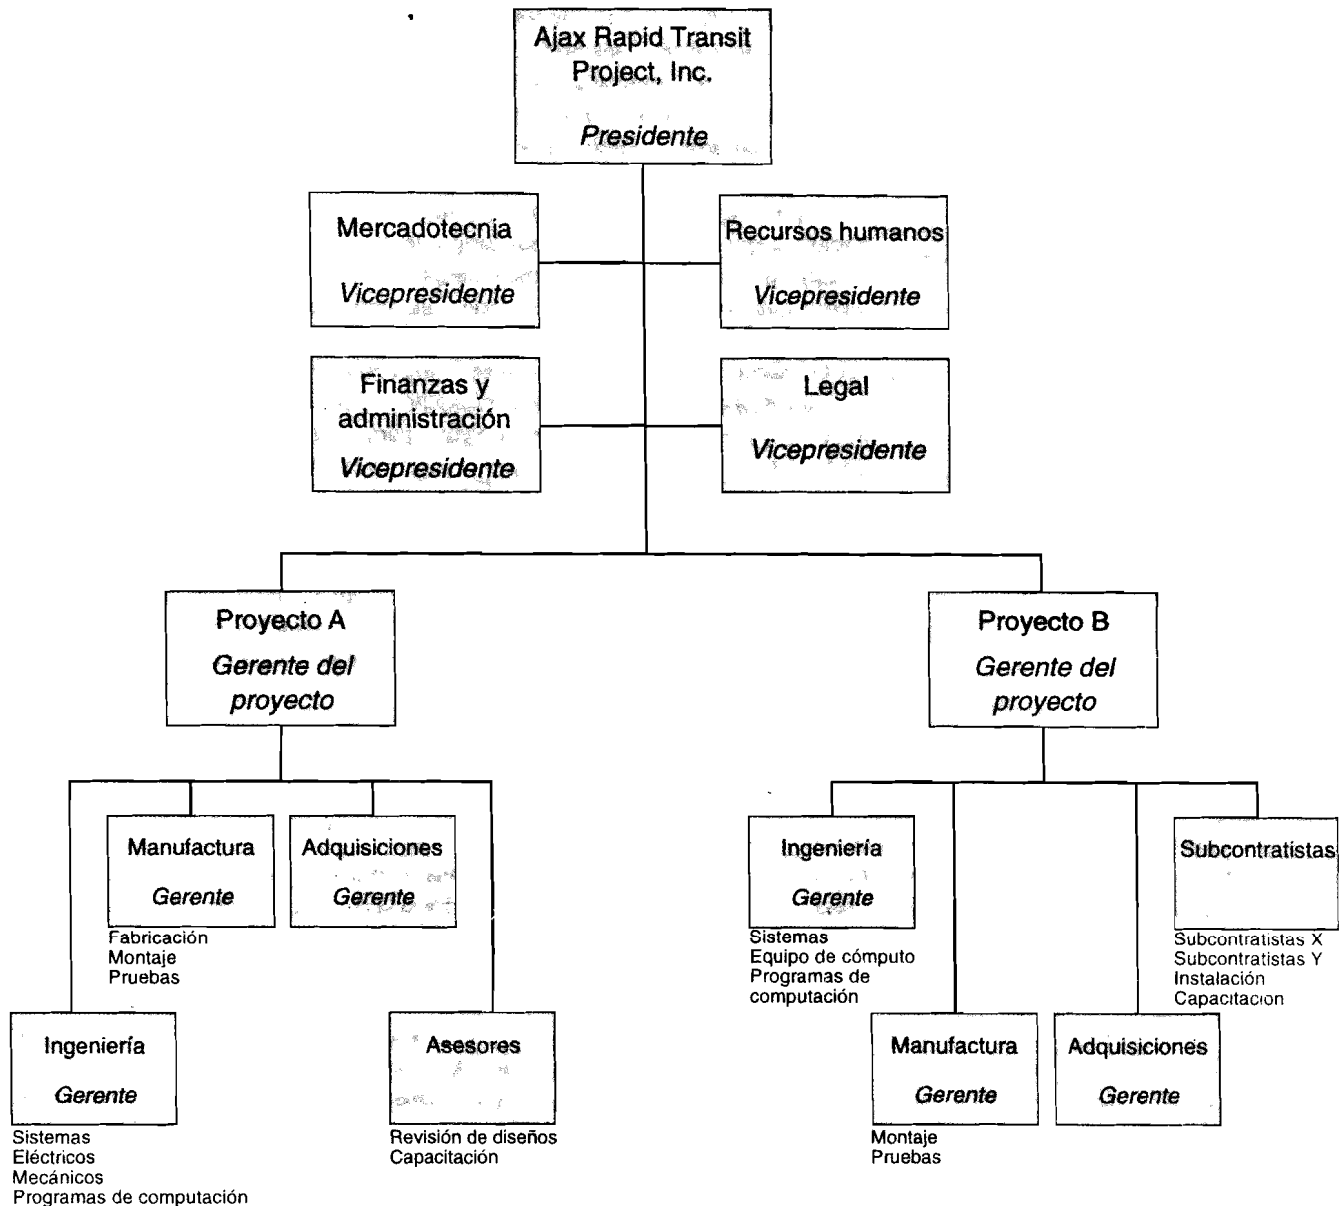 Ajax Rapid Transit
Project, Inc.
Presidente
Mercadotecnia
Vicepresidente
Recursos humanos
Vicepresidente
Finanzas y
administración
Vicepresidente
Legal
Vicepresidente
Proyecto A
Gerente del
proyecto
Proyecto B
Gerente del
proyecto
Manufactura
Gerente
Fabricación
Montaje
Pruebas
Adquisiciones
Gerente
Ingeniería
Gerente
Sistemas
Eléctricos
Mecánicos
Programas de computación
Asesores
Revisión de diseños
Capacitación
Ingeniería
Gerente
Sistemas
Equipo de cómputo
Programas de
computación
Subcontratistas
Subcontratistas X
Subcontratistas Y
Instalación
Capacitacion
Manufactura
Gerente
Montaje
Pruebas
Adquisiciones
Gerente